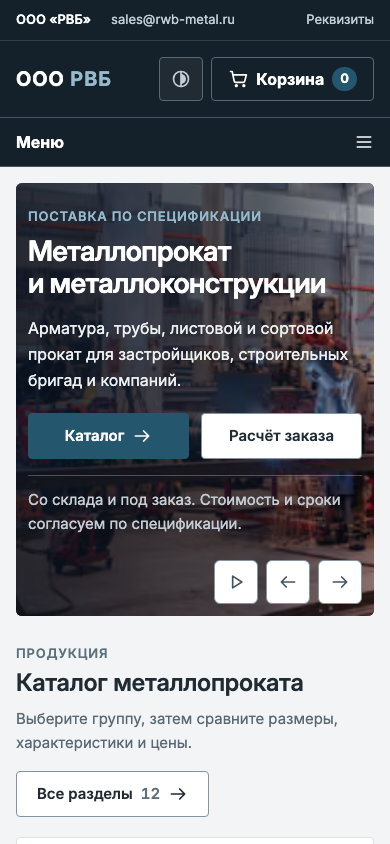 ООО «РВБ» sales@rwb-metal.ru Реквизиты
ООО РВБ
Корзина 0
Меню
ПОСТАВКА ПО СПЕЦИФИКАЦИИ
Металлопрокат
и металлоконструкции
Арматура, трубы, листовой и сортовой
прокат для застройщиков, строительных
бригад и компаний.
Каталог → Расчёт заказа
Со склада и под заказ. Стоимость и сроки
согласуем по спецификации.
ПРОДУКЦИЯ
Каталог металлопроката
Выберите группу, затем сравните размеры,
характеристики и цены.
Все разделы 12 →